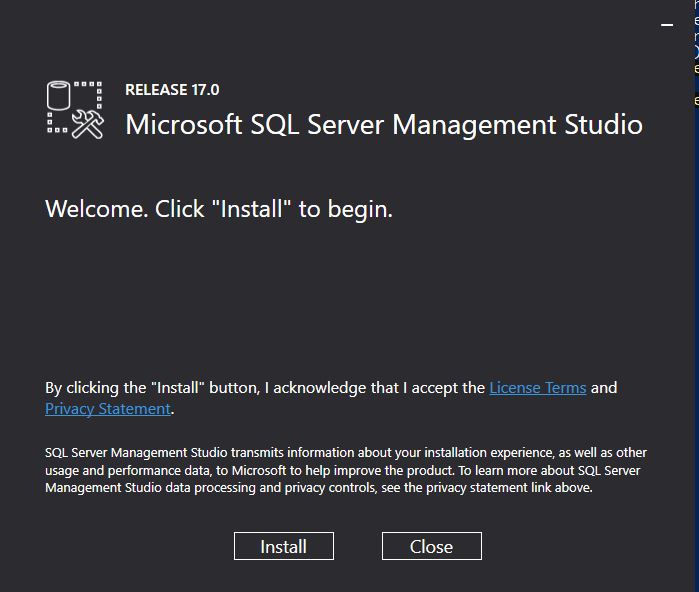 RELEASE 17.0
Microsoft SQL Server Management Studio
Welcome. Click "Install" to begin.
By clicking the "Install" button, I acknowledge that I accept the License Terms and
Privacy Statement.
SQL Server Management Studio transmits information about your installation experience, as well as other
usage and performance data, to Microsoft to help improve the product. To learn more about SQL Server
Management Studio data processing and privacy controls, see the privacy statement link above.
Install
Close